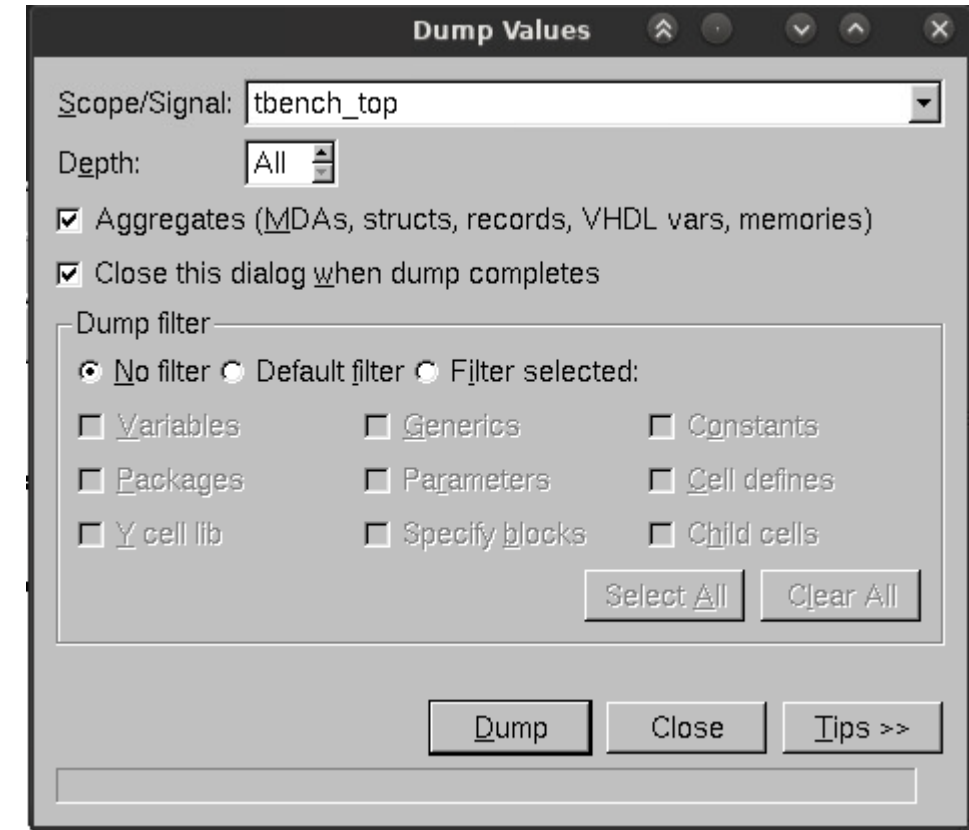 Dump Values
Scope/Signal: tbench_top
Depth: All
Aggregates (MDAs, structs, records, VHDL vars, memories)
Close this dialog when dump completes
Dump filter
No filter Default filter Filter selected:
Variables Generics Constants
Packages Parameters Cell defines
Y cell lib Specify blocks Child cells
Select All Clear All
Dump Close Tips >>